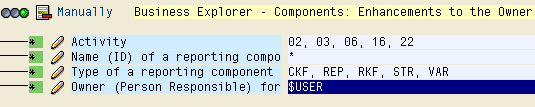 Manually Business Explorer - Components: Enhancements to the Owner
* Activity 02, 03, 06, 16, 22
* Name (ID) of a reporting compo *
* Type of a reporting component CKF, REP, RKF, STR, VAR
* Owner (Person Responsible) for $USER